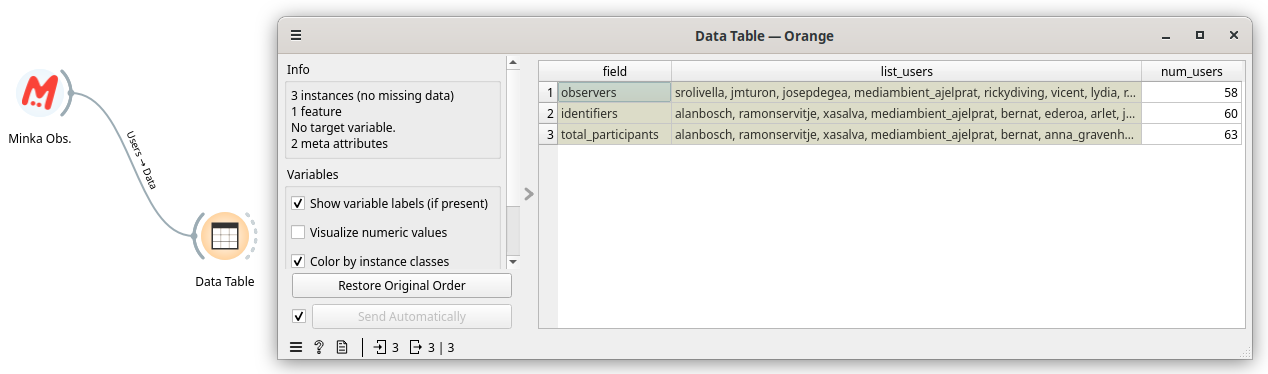 Data Table — Orange
Minka Obs.
Users → Data
Data Table
Info
3 instances (no missing data)
1 feature
No target variable.
2 meta attributes
Variables
Show variable labels (if present)
Visualize numeric values
Color by instance classes
Restore Original Order
Send Automatically
field list_users num_users
1 observers srolivella, jmturon, josepdegea, mediambient_ajelprat, rickydiving, vicent, lydia, r... 58
2 identifiers alanbosch, ramonservitje, xasalva, mediambient_ajelprat, bernat, ederoa, arlet, j... 60
3 total_participants alanbosch, ramonservitje, xasalva, mediambient_ajelprat, bernat, anna_gravenh... 63
3 3 | 3